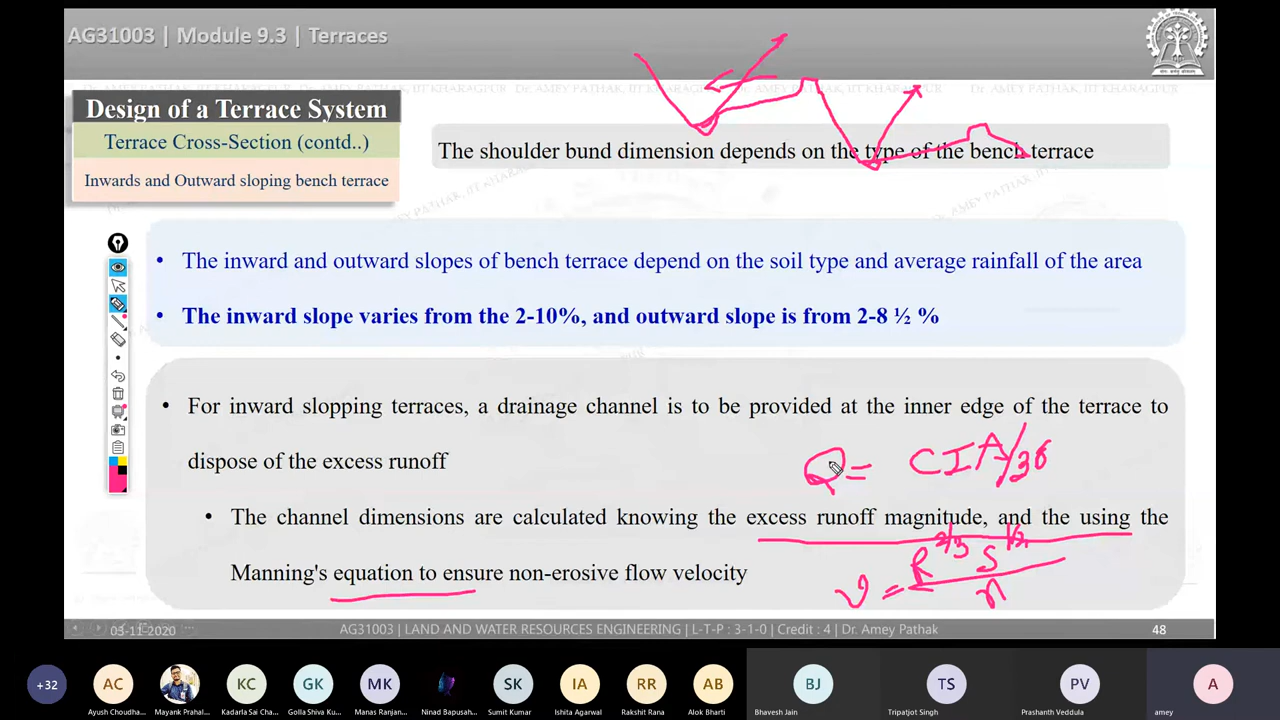 AG31003 | Module 9.3 | Terraces
Design of a Terrace System
Terrace Cross-Section (contd..)
Inwards and Outward sloping bench terrace
The shoulder bund dimension depends on the type of the bench terrace
• The inward and outward slopes of bench terrace depend on the soil type and average rainfall of the area
• The inward slope varies from the 2-10%, and outward slope is from 2-8 ½ %
• For inward slopping terraces, a drainage channel is to be provided at the inner edge of the terrace to
dispose of the excess runoff
Q = CIA/36
• The channel dimensions are calculated knowing the excess runoff magnitude, and the using the
Manning's equation to ensure non-erosive flow velocity
v = R^2/3 S^1/2 / n
03-11-2020
AG31003 | LAND AND WATER RESOURCES ENGINEERING | L-T-P : 3-1-0 | Credit : 4 | Dr. Amey Pathak
48
+32
AC
KC
GK
MK
SK
IA
RR
AB
BJ
TS
PV
A
Ayush Choudha...
Mayank Prahal...
Kadarla Sai Cha...
Golla Shiva Ku...
Manas Ranjan...
Ninad Bapusah...
Sumit Kumar
Ishita Agarwal
Rakshit Rana
Alok Bharti
Bhavesh Jain
Tripatjot Singh
Prashanth Veddula
amey